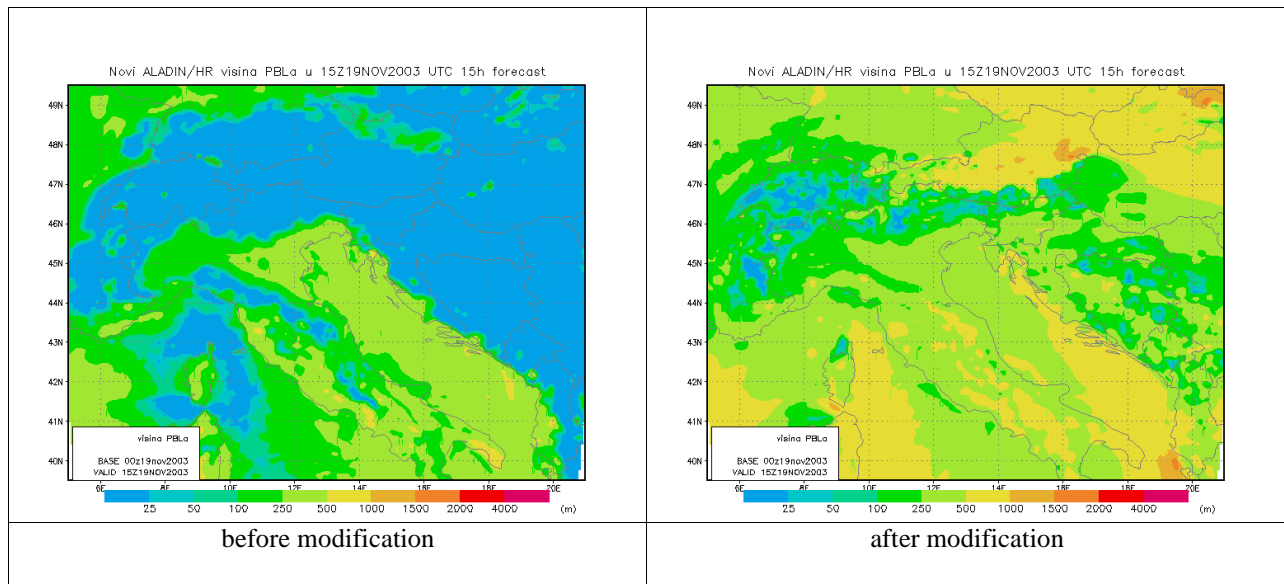 Novi ALADIN/HR visina PBLa u 15Z19NOV2003 UTC 15h forecast
49N
48N
47N
46N
45N
44N
43N
42N
41N
40N
visina PBLa
BASE 00z19nov2003
VALID 15Z19NOV2003
6E 8E 10E 12E 14E 16E 18E 20E
25 50 100 250 500 1000 1500 2000 4000 (m)
before modification
Novi ALADIN/HR visina PBLa u 15Z19NOV2003 UTC 15h forecast
49N
48N
47N
46N
45N
44N
43N
42N
41N
40N
visina PBLa
BASE 00z19nov2003
VALID 15Z19NOV2003
6E 8E 10E 12E 14E 16E 18E 20E
25 50 100 250 500 1000 1500 2000 4000 (m)
after modification